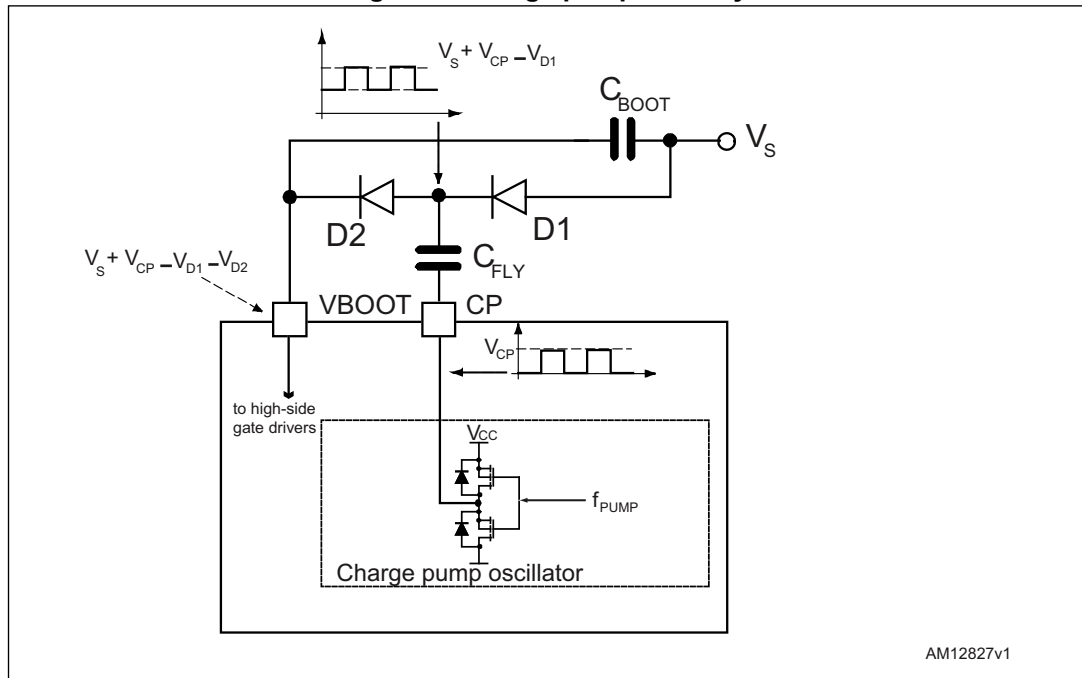 V_S + V_CP – V_D1
C_BOOT
V_S
D2
D1
C_FLY
V_S + V_CP – V_D1 – V_D2
VBOOT
CP
V_CP
to high-side
gate drivers
V_CC
f_PUMP
Charge pump oscillator
AM12827v1